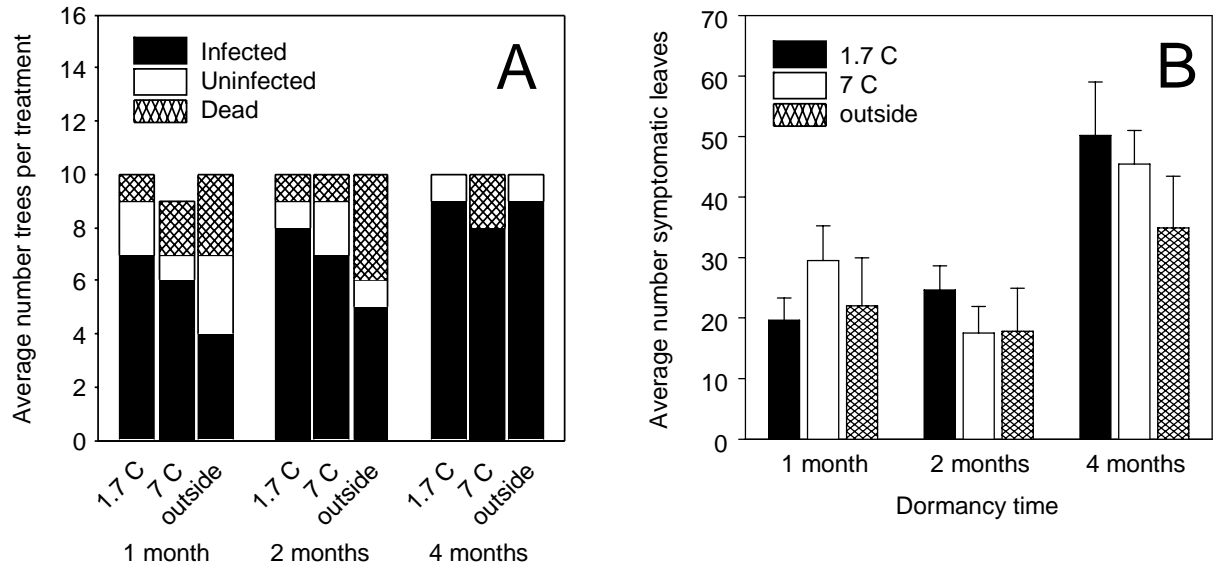 Average number trees per treatment
16
14
12
10
8
6
4
2
0
Infected
Uninfected
Dead
A
1.7 C
7 C
outside
1.7 C
7 C
outside
1.7 C
7 C
outside
1 month
2 months
4 months
Average number symptomatic leaves
70
60
50
40
30
20
10
0
1.7 C
7 C
outside
B
1 month
2 months
4 months
Dormancy time